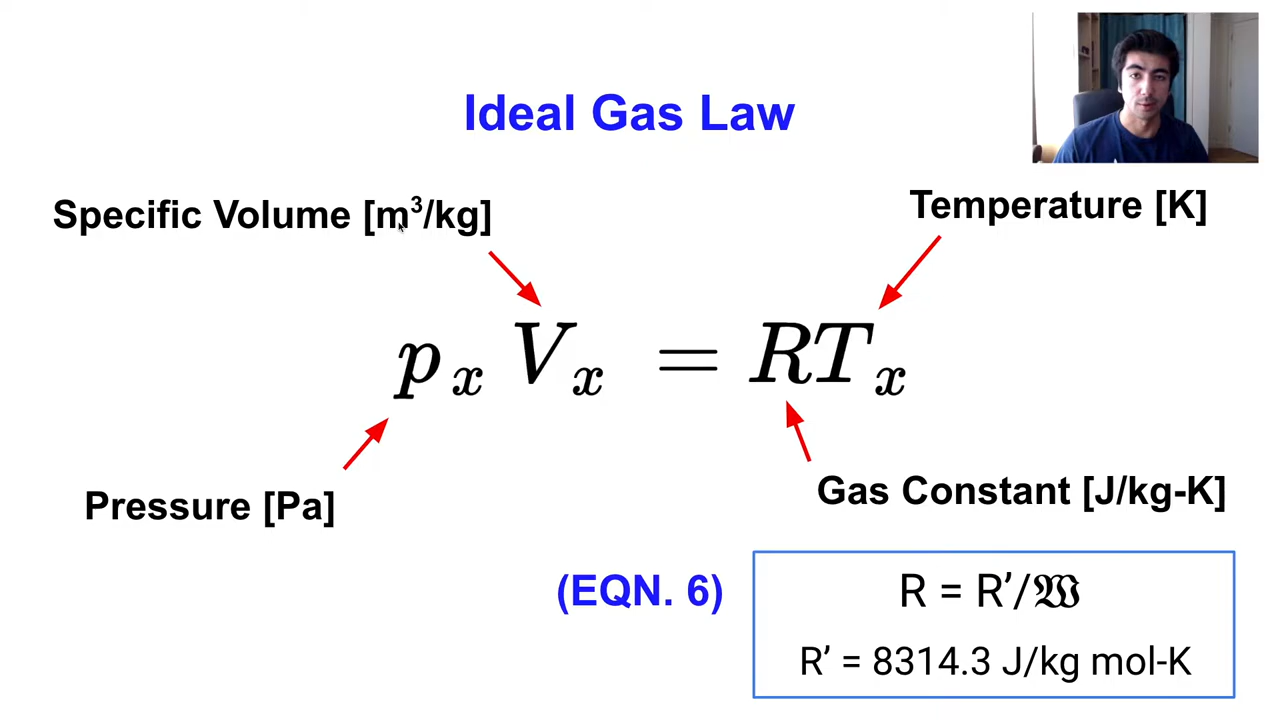 Ideal Gas Law
Specific Volume [m³/kg]
Temperature [K]
pₓ Vₓ = RTₓ
Pressure [Pa]
Gas Constant [J/kg-K]
(EQN. 6)
R = R’/𝔚
R’ = 8314.3 J/kg mol-K